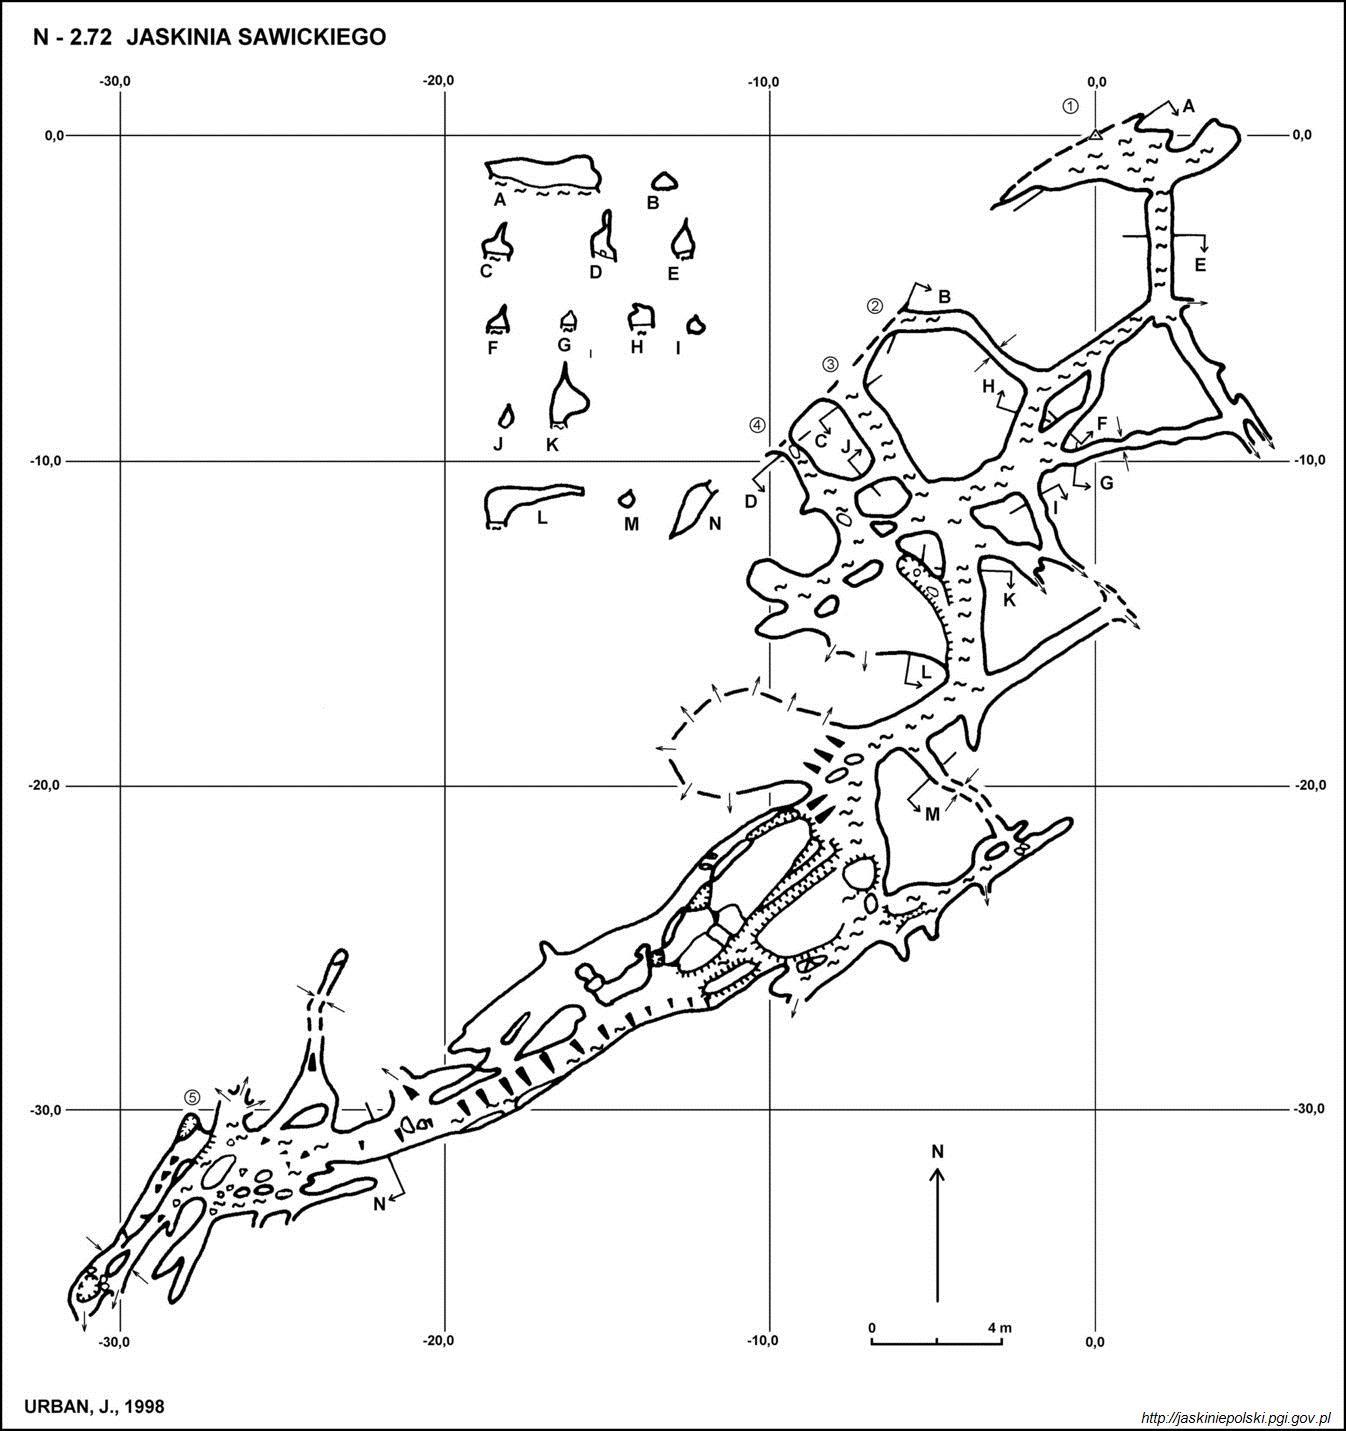 N - 2.72 JASKINIA SAWICKIEGO
-30,0 -20,0 -10,0 0,0
① A
0,0 0,0
A B
C D E E
② B
F G H I
③
H
J K
④ C J F
-10,0 -10,0
D G
L M N I
K
L
-20,0 -20,0
M
⑤
-30,0 -30,0
N
N
0 4 m
-30,0 -20,0 -10,0 0,0
URBAN, J., 1998
http://jaskiniepolski.pgi.gov.pl